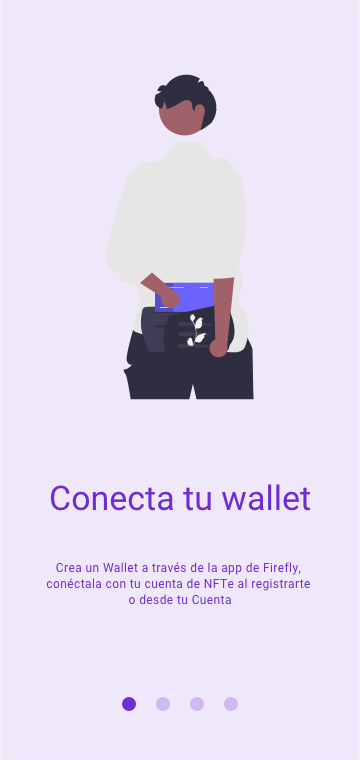 Conecta tu wallet
Crea un Wallet a través de la app de Firefly,
conéctala con tu cuenta de NFTe al registrarte
o desde tu Cuenta